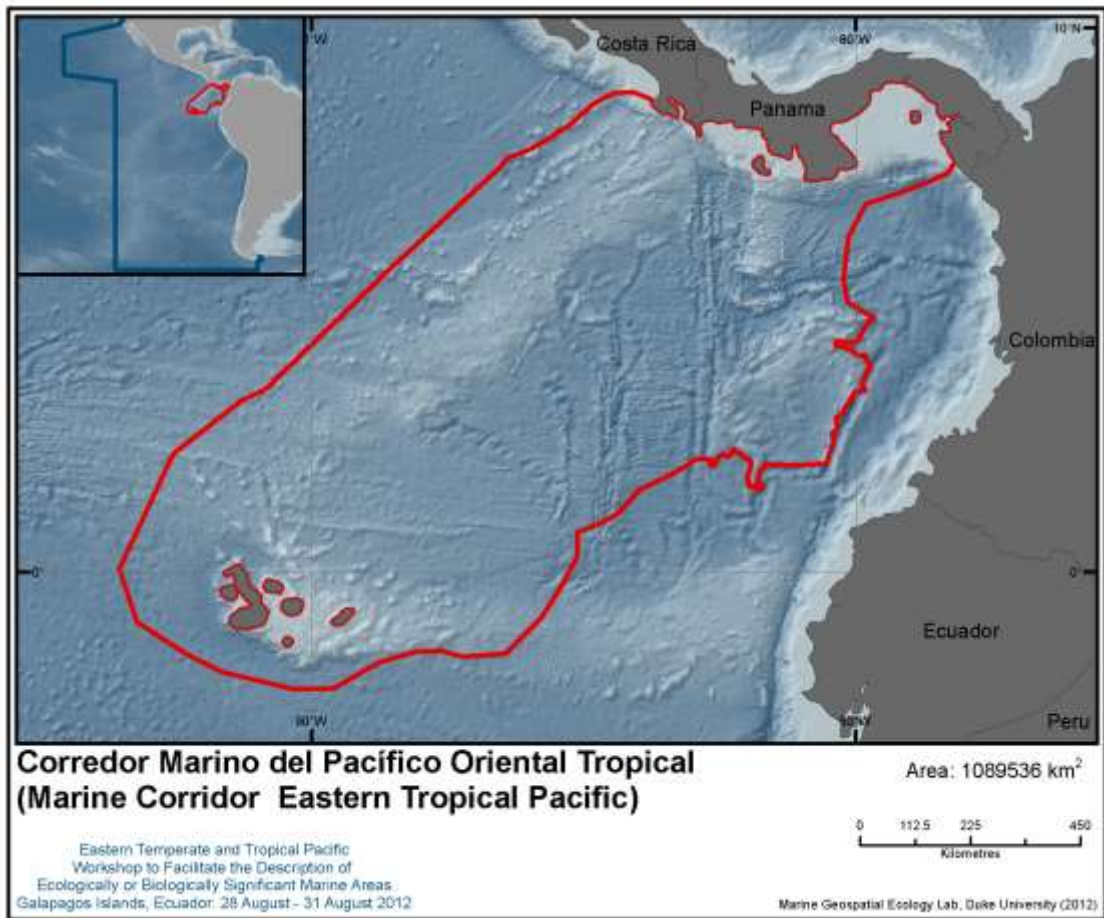 Costa Rica
80°W
10°N
Panama
Colombia
0°
0°
Ecuador
90°W
80°W
Peru
Corredor Marino del Pacífico Oriental Tropical
(Marine Corridor Eastern Tropical Pacific)
Area: 1089536 km²
0 112.5 225 450
Kilometres
Eastern Temperate and Tropical Pacific
Workshop to Facilitate the Description of
Ecologically or Biologically Significant Marine Areas
Galapagos Islands, Ecuador: 28 August - 31 August 2012
Marine Geospatial Ecology Lab, Duke University (2012)